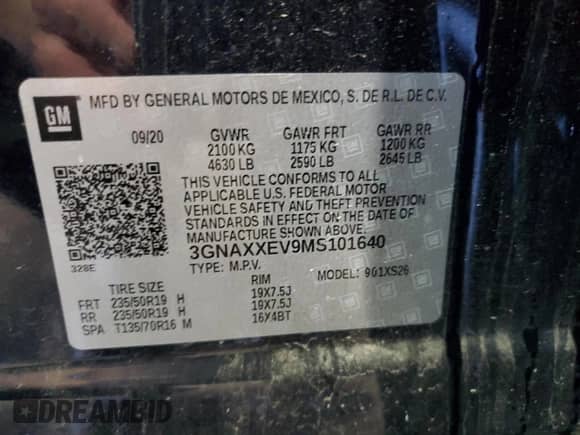 GM
MFD BY GENERAL MOTORS DE MEXICO, S. DE R.L. DE C.V.
09/20 GVWR GAWR FRT GAWR RR
2100 KG 1175 KG 1200 KG
4630 LB 2590 LB 2645 LB
THIS VEHICLE CONFORMS TO ALL
APPLICABLE U.S. FEDERAL MOTOR
VEHICLE SAFETY AND THEFT PREVENTION
STANDARDS IN EFFECT ON THE DATE OF
MANUFACTURE SHOWN ABOVE.
3GNAXXEV9MS101640
328E TYPE: M.P.V. MODEL: 901XS26
TIRE SIZE RIM
FRT 235/50R19 H 19X7.5J
RR 235/50R19 H 19X7.5J
SPA T135/70R16 M 16X4BT
DREAMBID